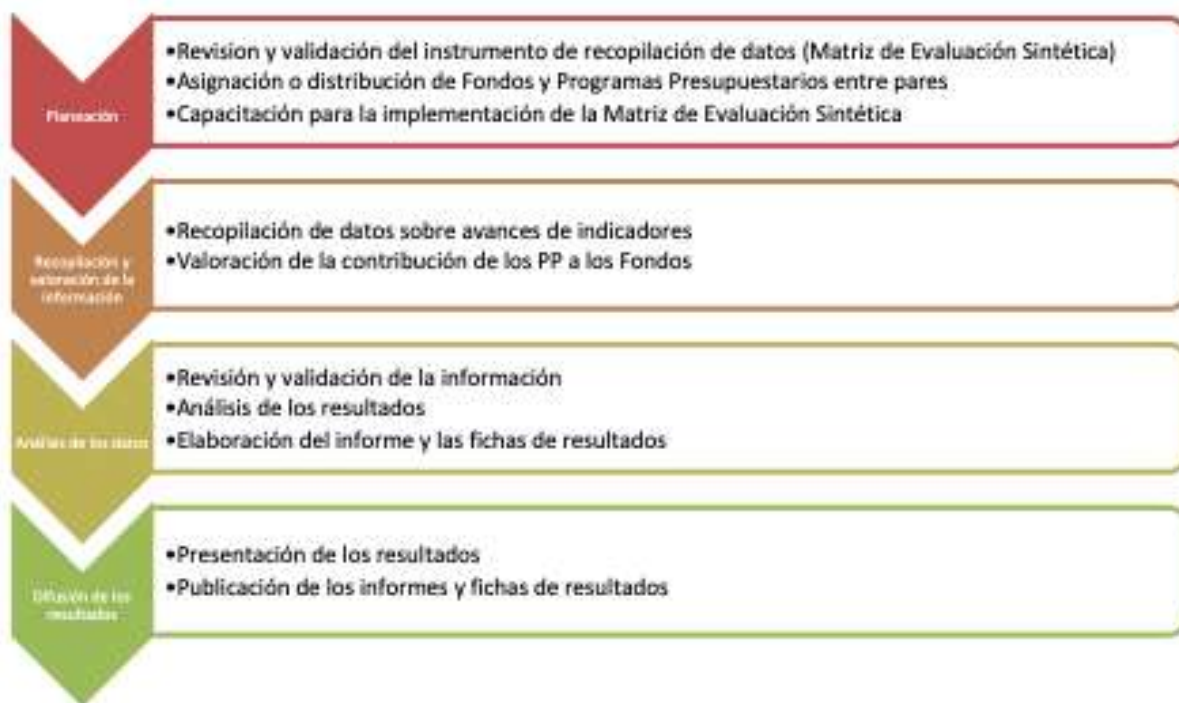 Planeación
•Revision y validación del instrumento de recopilación de datos (Matriz de Evaluación Sintética)
•Asignación o distribución de Fondos y Programas Presupuestarios entre pares
•Capacitación para la implementación de la Matriz de Evaluación Sintética
Recopilación y
valoración de la
información
•Recopilación de datos sobre avances de indicadores
•Valoración de la contribución de los PP a los Fondos
Análisis de los datos
•Revisión y validación de la información
•Análisis de los resultados
•Elaboración del informe y las fichas de resultados
Difusión de los
resultados
•Presentación de los resultados
•Publicación de los informes y fichas de resultados